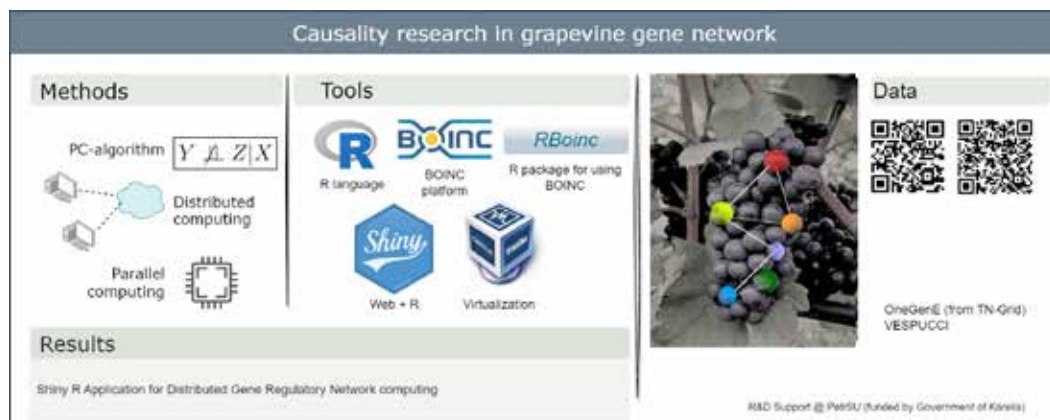 Causality research in grapevine gene network
Methods
PC-algorithm
Y ⫫̸ Z|X
Distributed
computing
Parallel
computing
Tools
R
R language
BOINC
BOINC
platform
RBoinc
R package for using
BOINC
Shiny
Web + R
Virtualization
Data
OneGenE (from TN-Grid)
VESPUCCI
Results
Shiny R Application for Distributed Gene Regulatory Network computing
R&D Support @ PetrSU (funded by Government of Karelia)